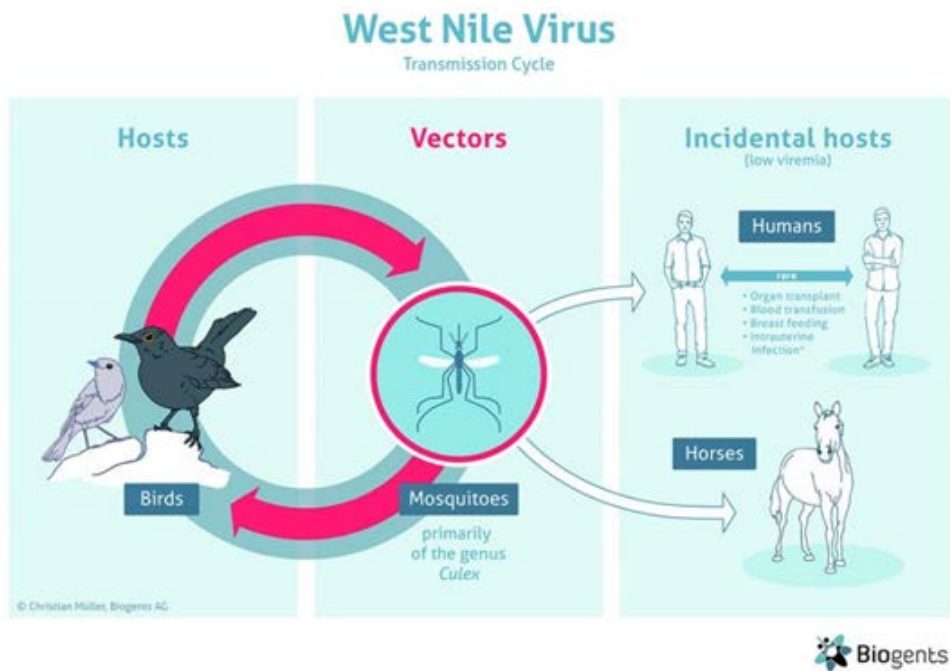 West Nile Virus
Transmission Cycle
Hosts
Vectors
Incidental hosts
(low viremia)
Humans
rare
• Organ transplant
• Blood transfusion
• Breast feeding
• Intrauterine
infection*
Horses
Birds
Mosquitoes
primarily
of the genus
Culex
© Christian Müller, Biogents AG
Biogents